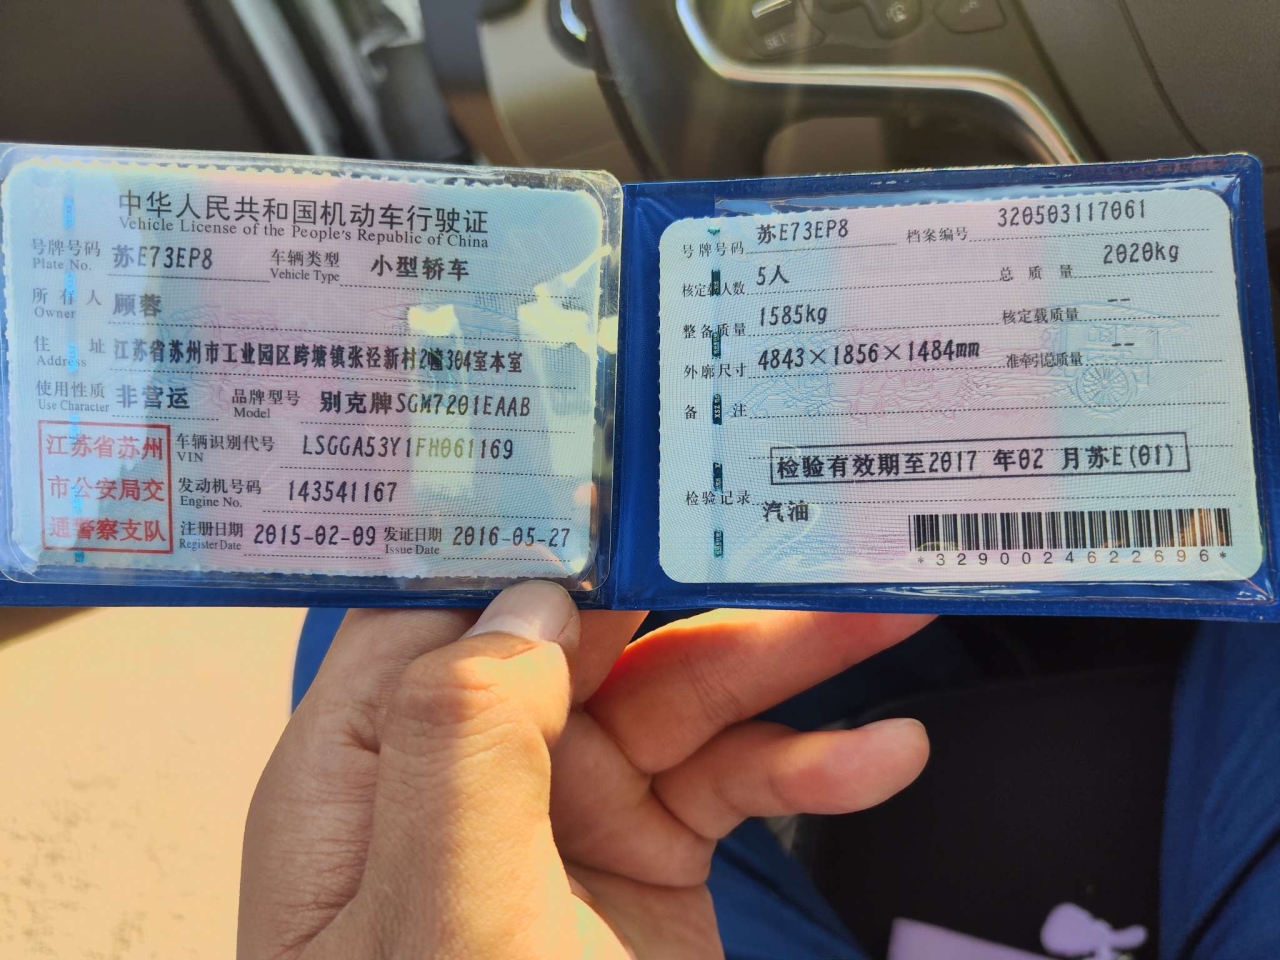 SET
中华人民共和国机动车行驶证
Vehicle License of the People's Republic of China
号牌号码 苏E73EP8 车辆类型 小型轿车
Plate No. Vehicle Type
所有人 顾蓉
Owner
住址 江苏省苏州市工业园区跨塘镇张泾新村2幢304室本室
Address
使用性质 非营运 品牌型号 别克牌SGM7201EAAB
Use Character Model
江苏省苏州
市公安局交
通警察支队
车辆识别代号 LSGGA53Y1FH061169
VIN
发动机号码 143541167
Engine No.
注册日期 2015-02-09 发证日期 2016-05-27
Register Date Issue Date
号牌号码 苏E73EP8 档案编号 320503117061
核定载人数 5人 总质量 2020kg
整备质量 1585kg 核定载质量 --
外廓尺寸 4843×1856×1484mm 准牵引总质量 --
备注
检验有效期至2017 年02 月苏E(01)
检验记录
汽油
*3290024622696*